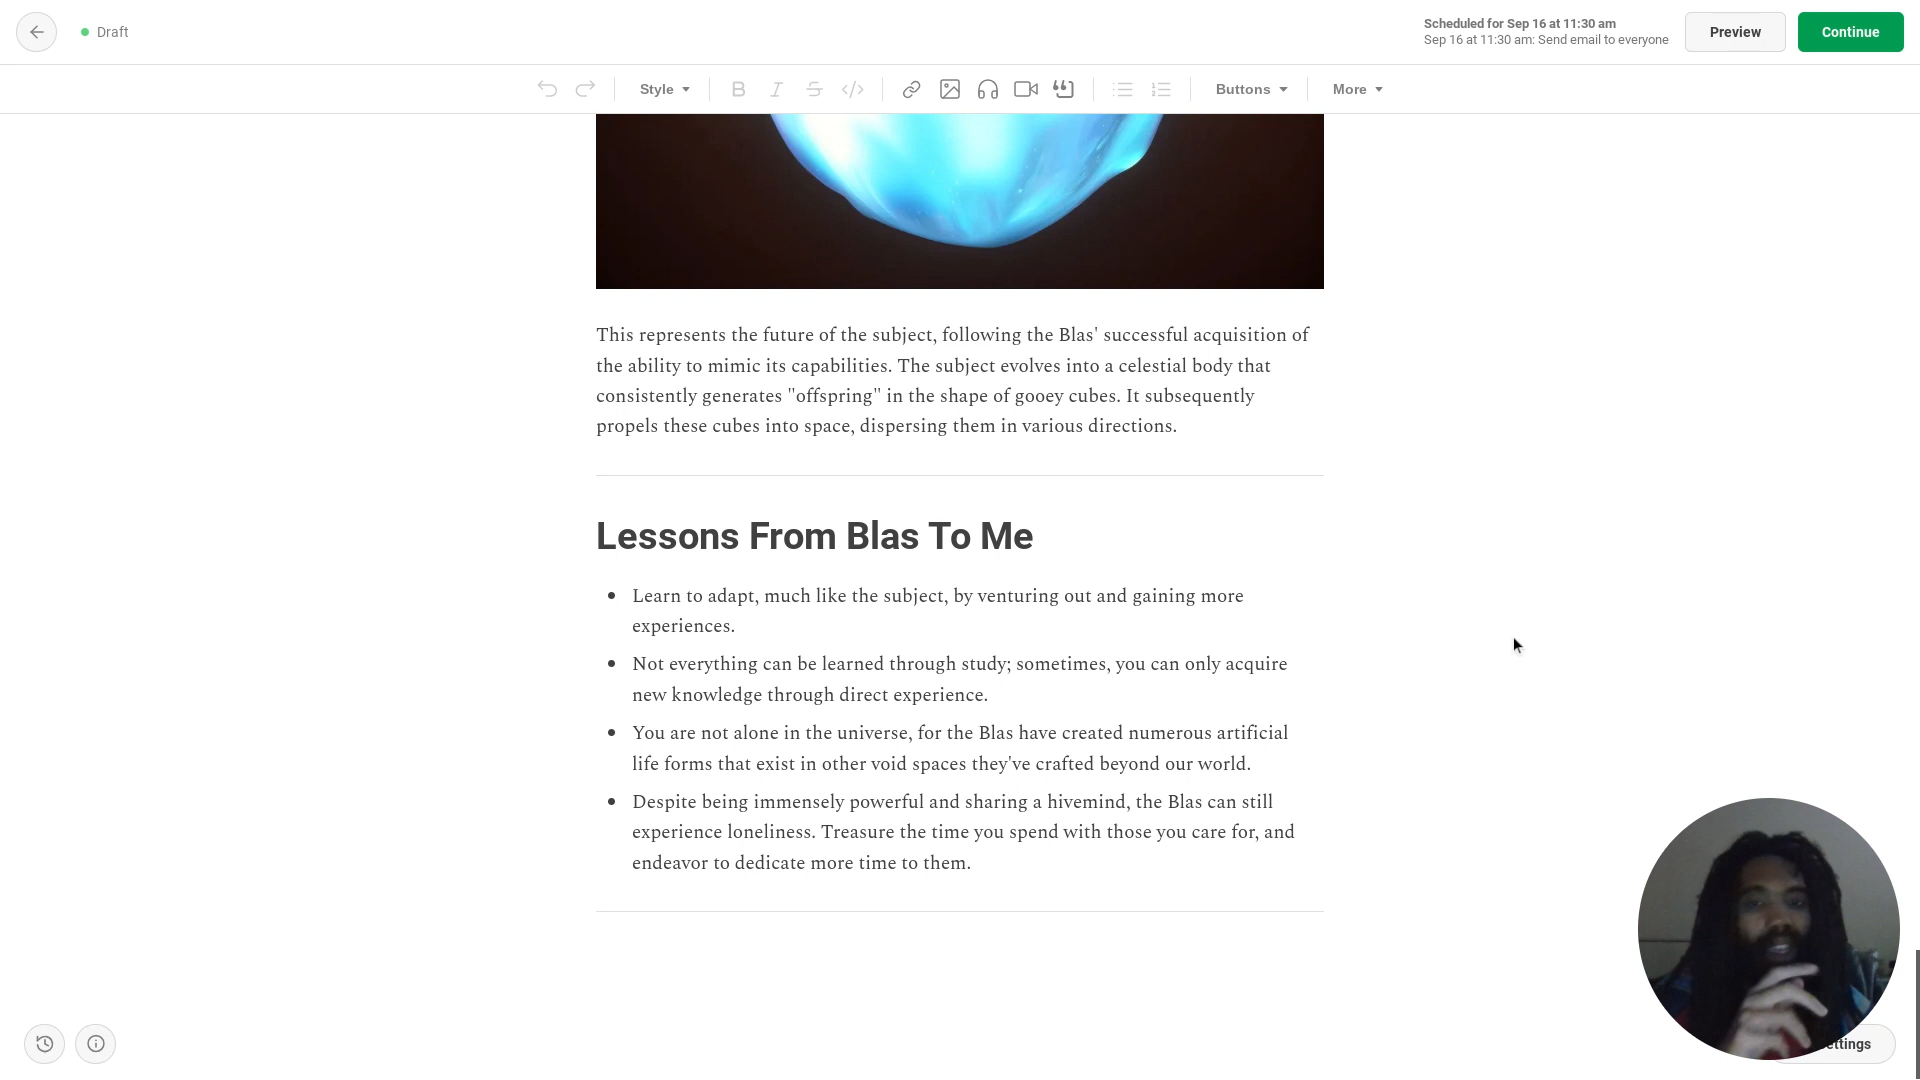 Draft
Scheduled for Sep 16 at 11:30 am
Sep 16 at 11:30 am: Send email to everyone
Preview
Continue
Style
Buttons
More
This represents the future of the subject, following the Blas' successful acquisition of
the ability to mimic its capabilities. The subject evolves into a celestial body that
consistently generates "offspring" in the shape of gooey cubes. It subsequently
propels these cubes into space, dispersing them in various directions.
Lessons From Blas To Me
• Learn to adapt, much like the subject, by venturing out and gaining more
experiences.
• Not everything can be learned through study; sometimes, you can only acquire
new knowledge through direct experience.
• You are not alone in the universe, for the Blas have created numerous artificial
life forms that exist in other void spaces they've crafted beyond our world.
• Despite being immensely powerful and sharing a hivemind, the Blas can still
experience loneliness. Treasure the time you spend with those you care for, and
endeavor to dedicate more time to them.